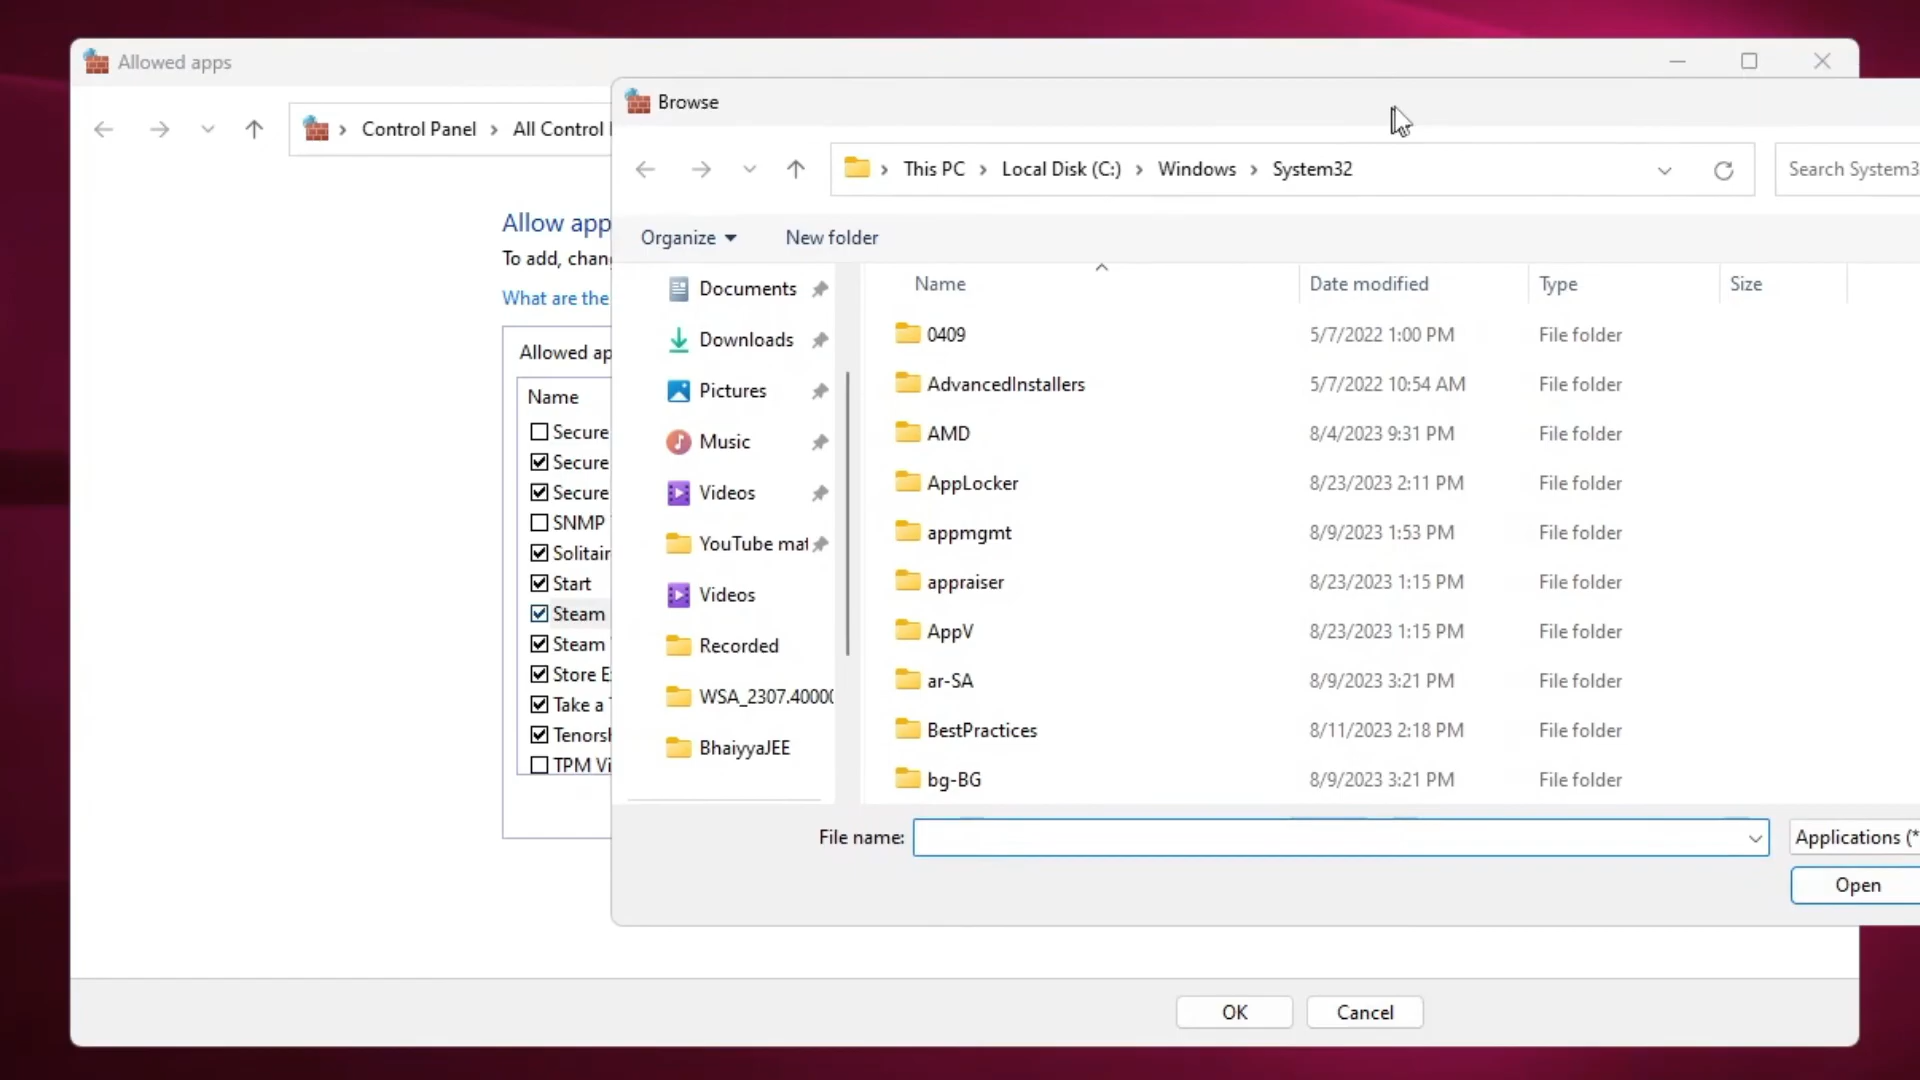 Allowed apps
Control Panel
All Control
Allow app
To add, chang
What are the
Allowed ap
Name
Secure
Secure
Secure
SNMP
Solitair
Start
Steam
Steam
Store E
Take a
Tenorsh
TPM Vi
Browse
This PC
Local Disk (C:)
Windows
System32
Search System3
Organize
New folder
Documents
Downloads
Pictures
Music
Videos
YouTube mat
Videos
Recorded
WSA_2307.40000
BhaiyyaJEE
Name Date modified Type Size
0409 5/7/2022 1:00 PM File folder
AdvancedInstallers 5/7/2022 10:54 AM File folder
AMD 8/4/2023 9:31 PM File folder
AppLocker 8/23/2023 2:11 PM File folder
appmgmt 8/9/2023 1:53 PM File folder
appraiser 8/23/2023 1:15 PM File folder
AppV 8/23/2023 1:15 PM File folder
ar-SA 8/9/2023 3:21 PM File folder
BestPractices 8/11/2023 2:18 PM File folder
bg-BG 8/9/2023 3:21 PM File folder
File name:
Applications (*
Open
OK
Cancel